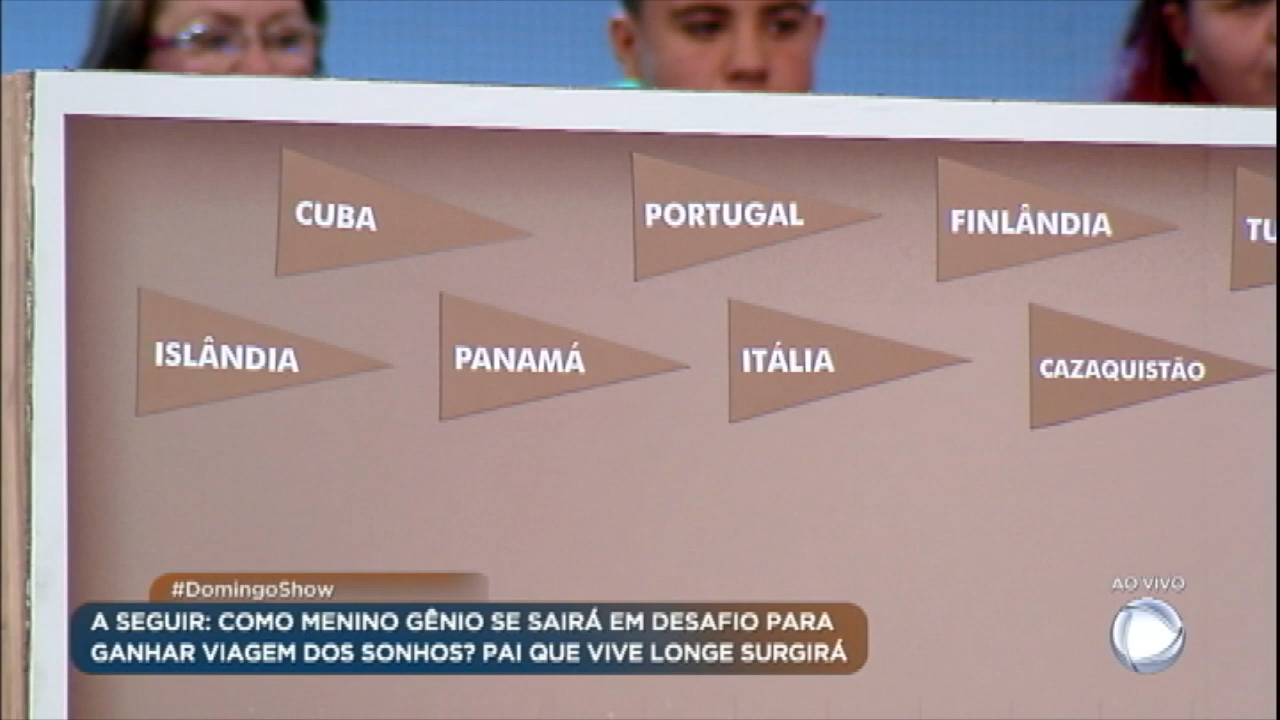 CUBA
PORTUGAL
FINLÂNDIA
TU
ISLÂNDIA
PANAMÁ
ITÁLIA
CAZAQUISTÃO
#DomingoShow
A SEGUIR: COMO MENINO GÊNIO SE SAIRÁ EM DESAFIO PARA
GANHAR VIAGEM DOS SONHOS? PAI QUE VIVE LONGE SURGIRÁ
AO VIVO